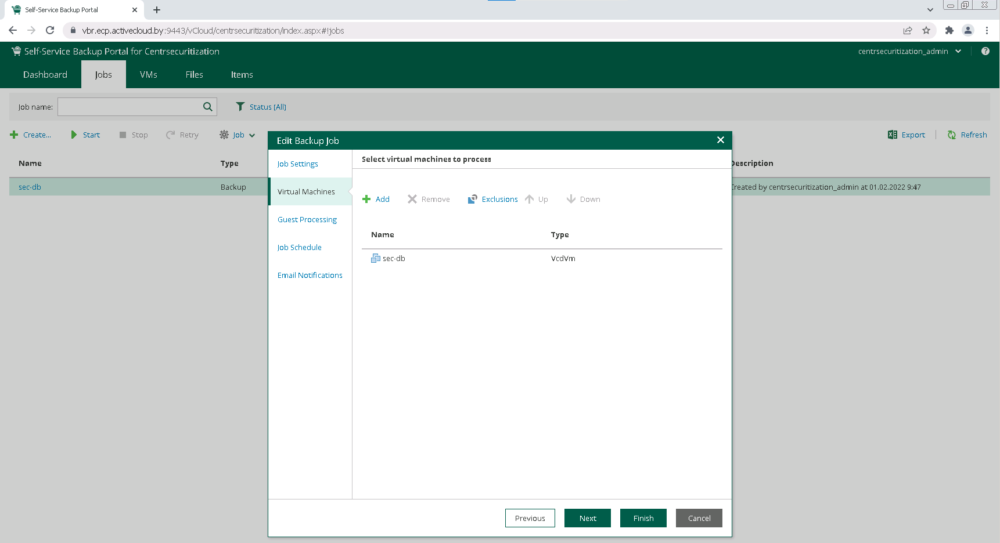 Self-Service Backup Portal
vbr.ecp.activecloud.by:9443/vCloud/centrsecuritization/index.aspx#!jobs
Self-Service Backup Portal for Centrsecuritization
centrsecuritization_admin
?
Dashboard Jobs VMs Files Items
Job name:
Status (All)
Create... Start Stop Retry Job
Export Refresh
Name Type Description
sec-db Backup Created by centrsecuritization_admin at 01.02.2022 9:47
Edit Backup Job
Job Settings
Virtual Machines
Guest Processing
Job Schedule
Email Notifications
Select virtual machines to process
Add Remove Exclusions Up Down
Name Type
sec-db VcdVm
Previous Next Finish Cancel